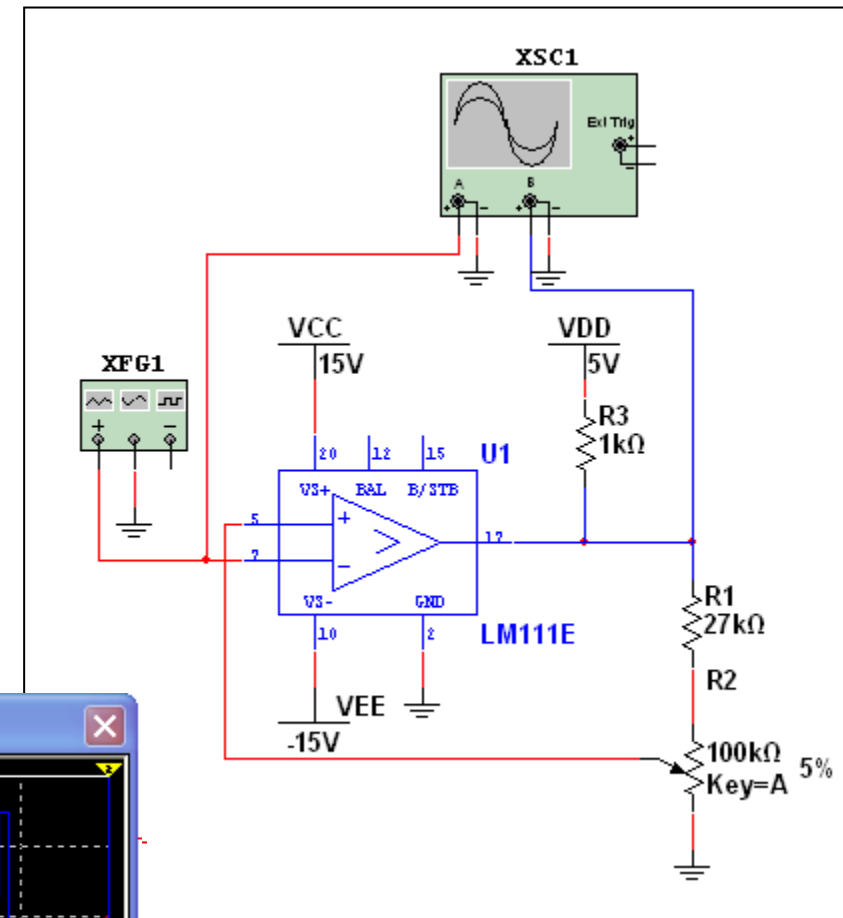 XSC1
Ext Trig
+
-
A
B
+ - + -
VCC
15V
VDD
5V
XFG1
+ -
R3
1kΩ
20 12 15
U1
VS+ BAL B/STB
5
+
17
7
-
VS- GND
10 2
LM111E
R1
27kΩ
R2
VEE
-15V
100kΩ
5%
Key=A
2